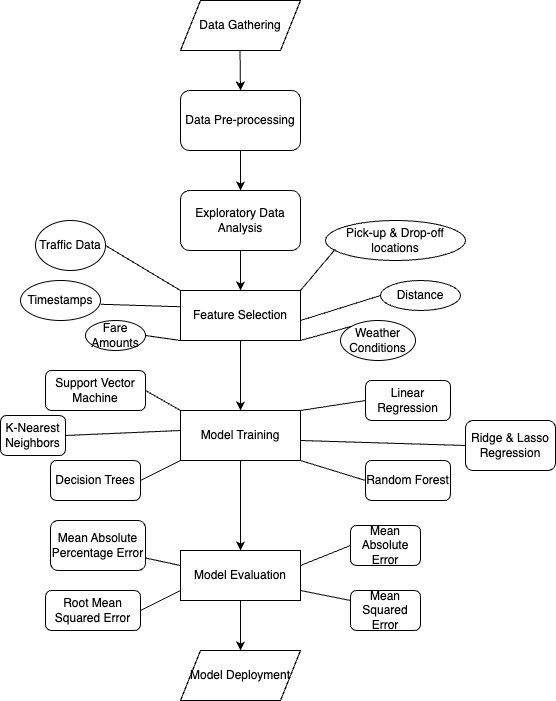 Data Gathering
Data Pre-processing
Exploratory Data
Analysis
Traffic Data
Pick-up & Drop-off
locations
Timestamps
Distance
Feature Selection
Fare
Amounts
Weather
Conditions
Support Vector
Machine
Linear
Regression
K-Nearest
Neighbors
Model Training
Ridge & Lasso
Regression
Decision Trees
Random Forest
Mean Absolute
Percentage Error
Mean
Absolute
Error
Model Evaluation
Root Mean
Squared Error
Mean
Squared
Error
Model Deployment